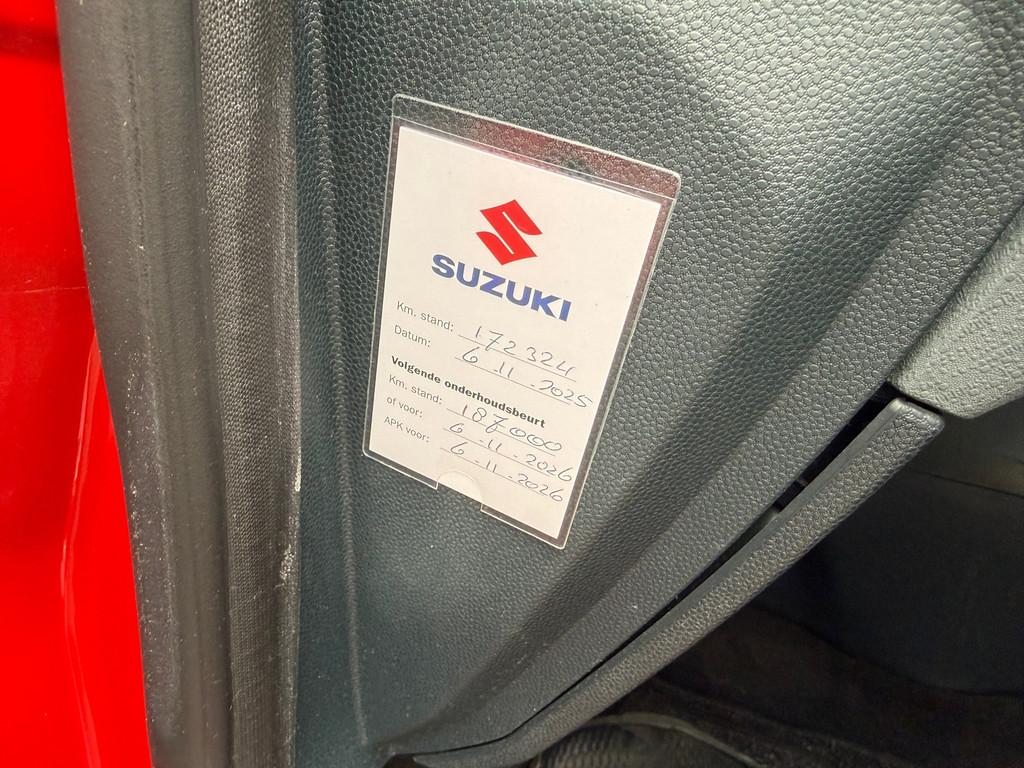 SUZUKI
Km. stand: 172324
Datum: 6.11.2025
Volgende onderhoudsbeurt
Km. stand: 187000
of voor: 6.11.2026
APK voor: 6.11.2026